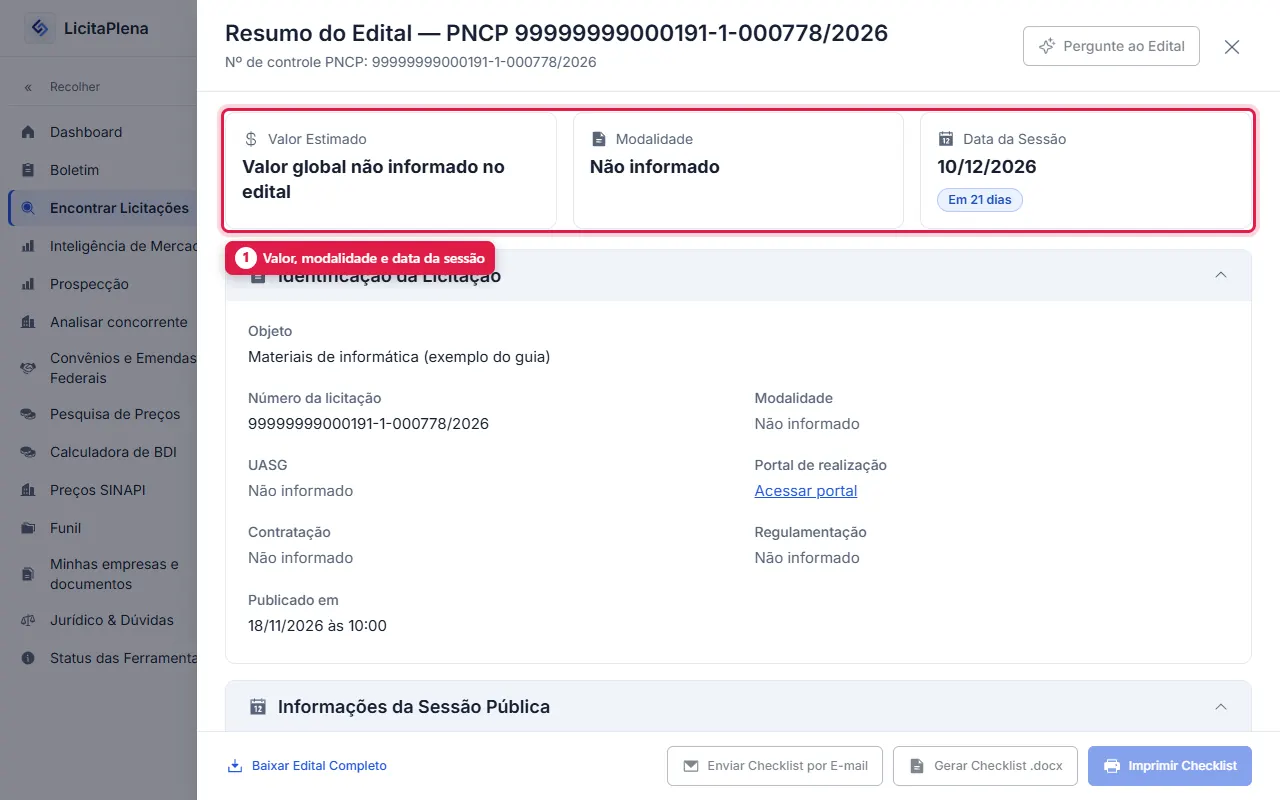 LicitaPlena
Recolher
Dashboard
Boletim
Encontrar Licitações
Inteligência de Mercac
Prospecção
Analisar concorrente
Convênios e Emendas
Federais
Pesquisa de Preços
Calculadora de BDI
Preços SINAPI
Funil
Minhas empresas e
documentos
Jurídico & Dúvidas
Status das Ferramenta
Resumo do Edital — PNCP 99999999000191-1-000778/2026
Nº de controle PNCP: 99999999000191-1-000778/2026
Pergunte ao Edital
Valor Estimado
Valor global não informado no
edital
Modalidade
Não informado
Data da Sessão
10/12/2026
Em 21 dias
1 Valor, modalidade e data da sessão
Identificação da Licitação
Objeto
Materiais de informática (exemplo do guia)
Número da licitação
99999999000191-1-000778/2026
Modalidade
Não informado
UASG
Não informado
Portal de realização
Acessar portal
Contratação
Não informado
Regulamentação
Não informado
Publicado em
18/11/2026 às 10:00
Informações da Sessão Pública
Baixar Edital Completo
Enviar Checklist por E-mail
Gerar Checklist .docx
Imprimir Checklist